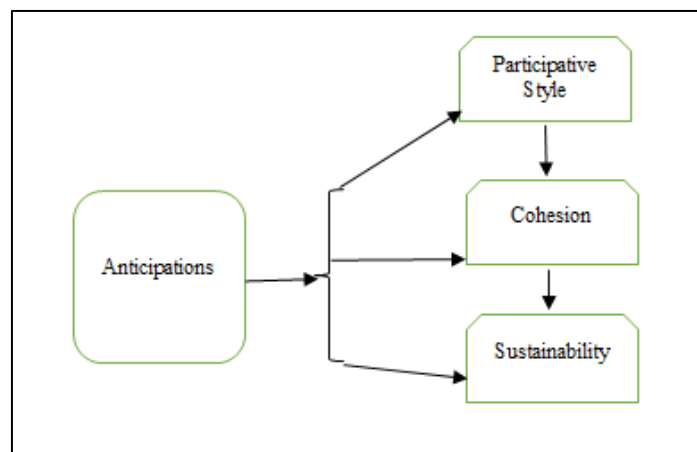 Participative
Style
Cohesion
Anticipations
Sustainability